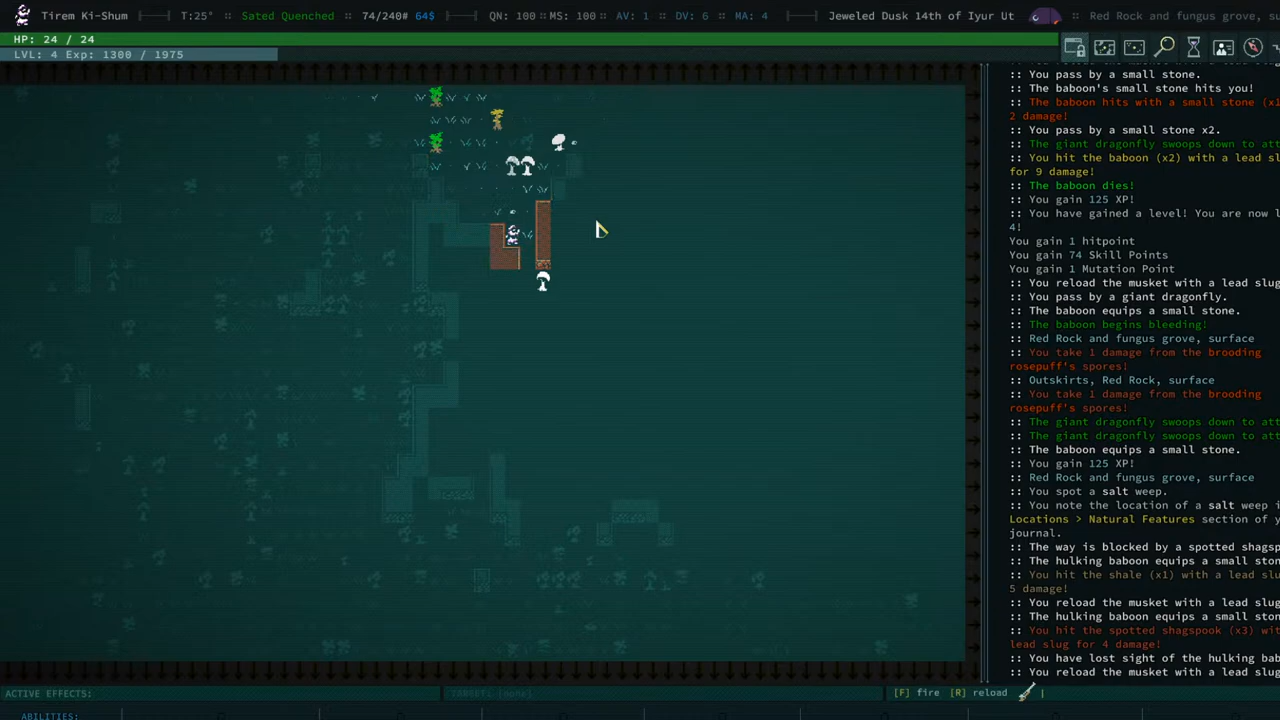 Tirem Ki-Shum T:25° Sated Quenched 74/240# 64$ QN: 100 MS: 100 AV: 1 DV: 6 MA: 4 Jeweled Dusk 14th of Iyur Ut Red Rock and fungus grove, su
HP: 24 / 24
LVL: 4 Exp: 1300 / 1975
:: You pass by a small stone.
:: The baboon's small stone hits you!
:: The baboon hits with a small stone (x1
2 damage!
:: You pass by a small stone x2.
:: The giant dragonfly swoops down to att
:: You hit the baboon (x2) with a lead slug
for 9 damage!
:: The baboon dies!
:: You gain 125 XP!
:: You have gained a level! You are now l
4!
You gain 1 hitpoint
You gain 74 Skill Points
You gain 1 Mutation Point
:: You reload the musket with a lead slug
:: You pass by a giant dragonfly.
:: The baboon equips a small stone.
:: The baboon begins bleeding!
:: Red Rock and fungus grove, surface
:: You take 1 damage from the brooding
rosepuff's spores!
:: Outskirts, Red Rock, surface
:: You take 1 damage from the brooding
rosepuff's spores!
:: The giant dragonfly swoops down to att
:: The giant dragonfly swoops down to att
:: The baboon equips a small stone.
:: You gain 125 XP!
:: Red Rock and fungus grove, surface
:: You spot a salt weep.
:: You note the location of a salt weep i
Locations > Natural Features section of y
journal.
:: The way is blocked by a spotted shagsp
:: The hulking baboon equips a small ston
:: You hit the shale (x1) with a lead slu
5 damage!
:: You reload the musket with a lead slug
:: The hulking baboon equips a small ston
:: You hit the spotted shagspook (x3) wit
lead slug for 4 damage!
:: You have lost sight of the hulking bab
:: You reload the musket with a lead slug
ACTIVE EFFECTS: TARGET: [none] [F] fire [R] reload
ABILITIES: